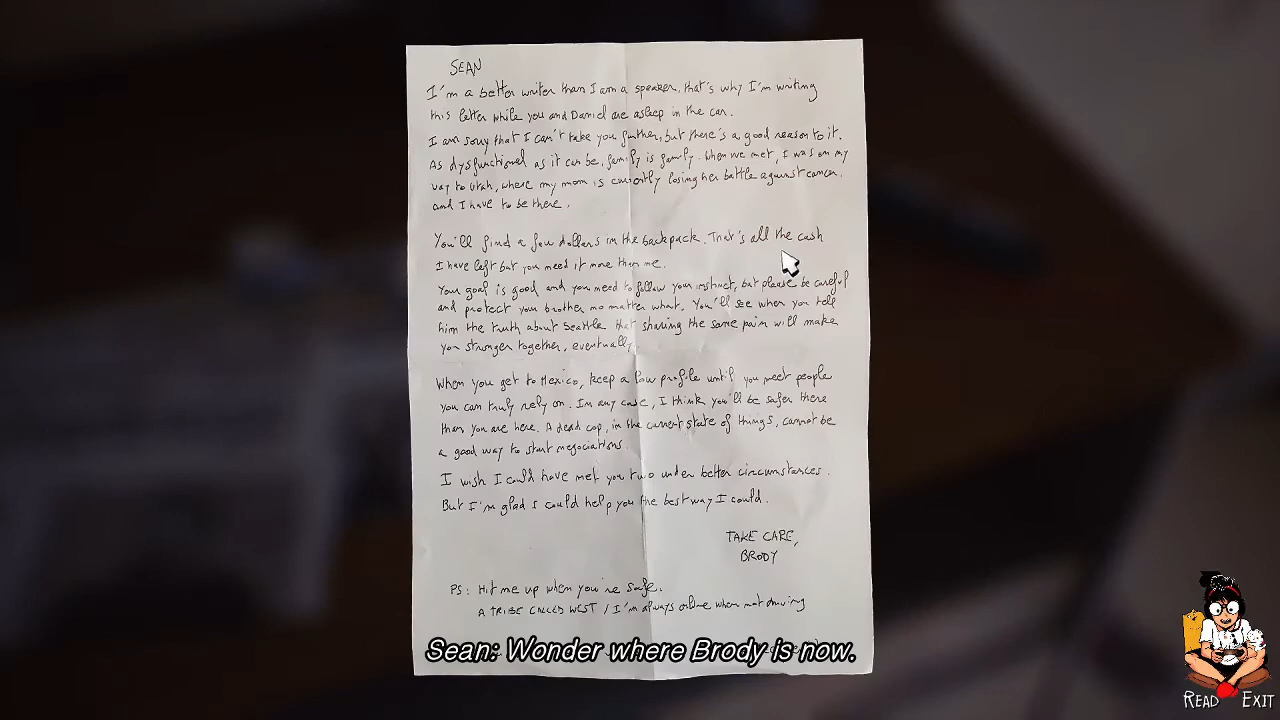 SEAN
I'm a better writer than I am a speaker, that's why I'm writing
this letter while you and Daniel are asleep in the car.
I am sorry that I can't take you further, but there's a good reason to it.
As dysfunctional as it can be, family is family. When we met, I was on my
way to Utah, where my mom is currently losing her battle against cancer.
and I have to be there.
You'll find a few dollars in the backpack. That's all the cash
I have left but you need it more than me.
Your goal is good and you need to follow your instinct, but please be careful
and protect your brother no matter what. You'll see when you tell
him the truth about Seattle that sharing the same pain will make
you stronger together, eventually.
When you get to Mexico, keep a low profile until you meet people
you can truly rely on. In any case, I think you'll be safer there
than you are here. A dead cop, in the current state of things, cannot be
a good way to start negociations.
I wish I could have met you two under better circumstances.
But I'm glad I could help you the best way I could.
TAKE CARE,
BRODY
PS: Hit me up when you're safe.
A TRIBE CALLED WEST / I'm always online when not driving
Sean: Wonder where Brody is now.
READ EXIT